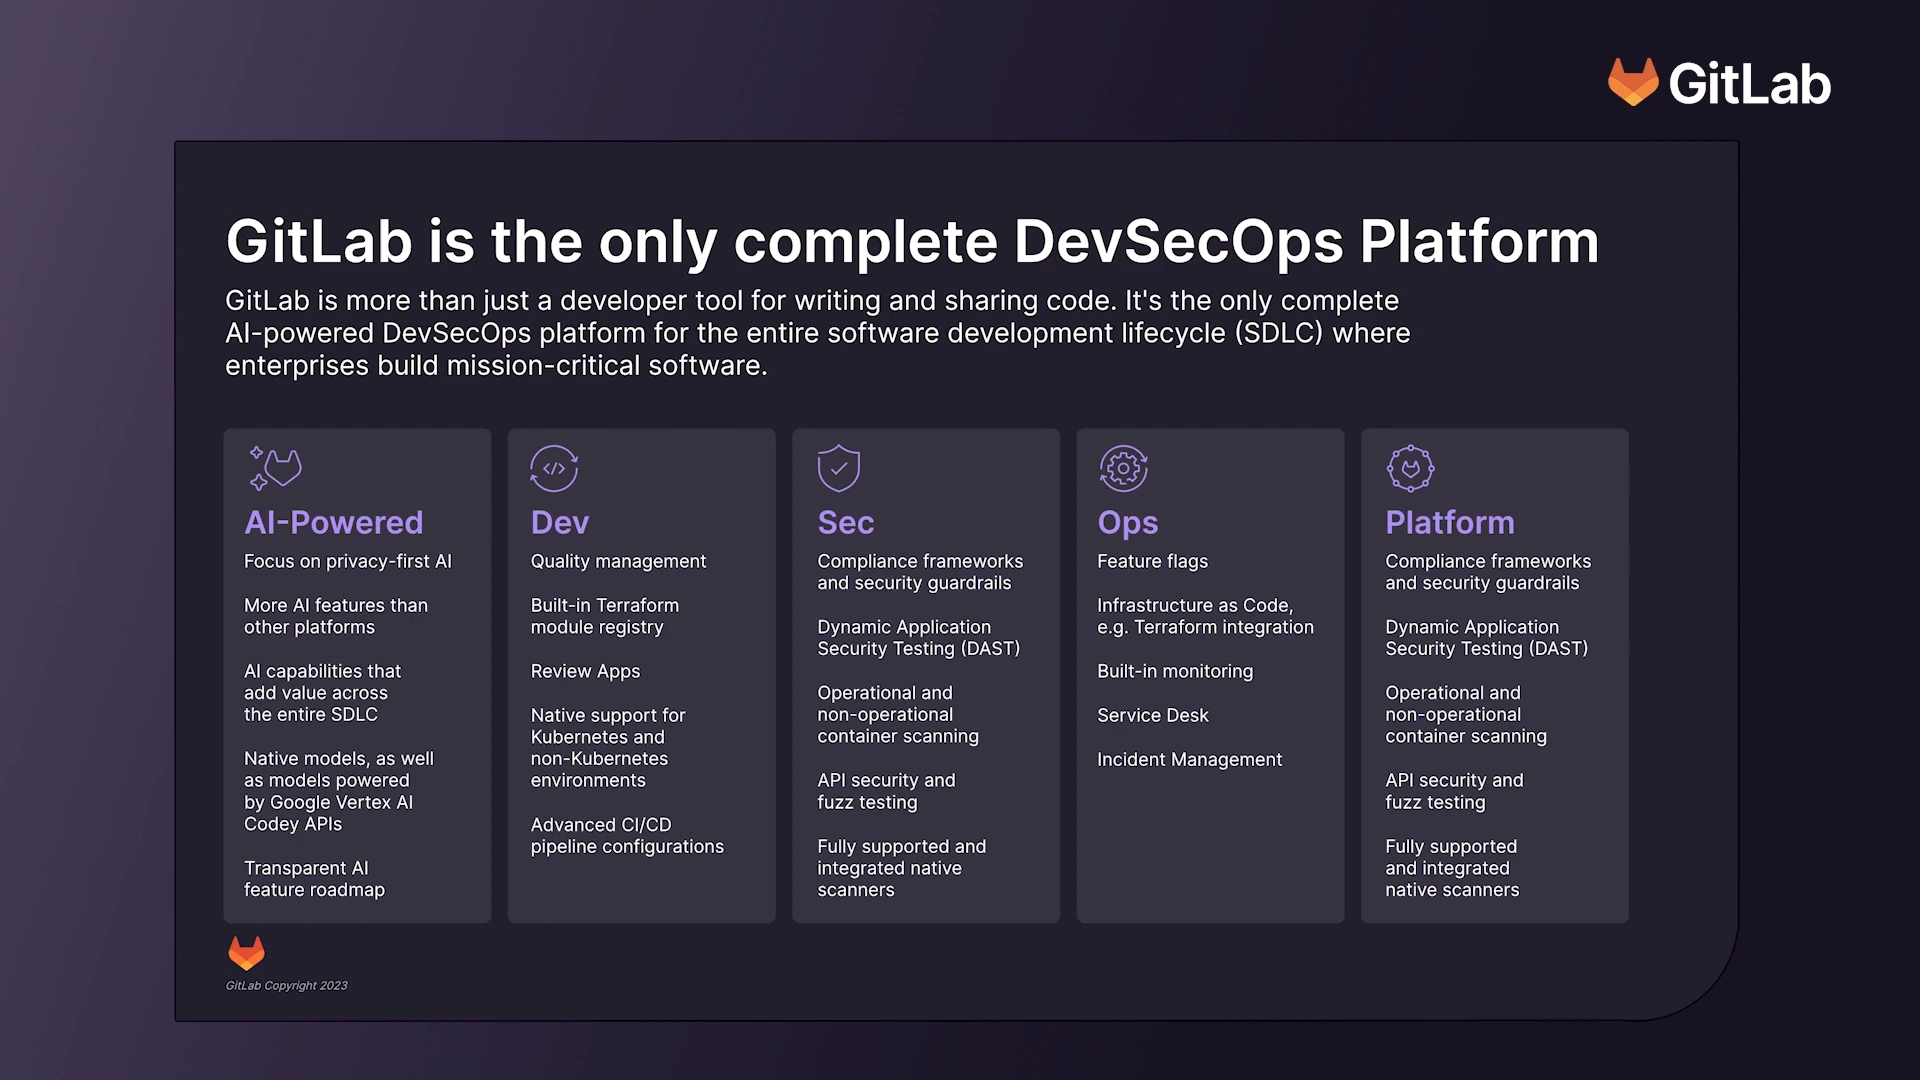 GitLab
GitLab is the only complete DevSecOps Platform
GitLab is more than just a developer tool for writing and sharing code. It's the only complete
AI-powered DevSecOps platform for the entire software development lifecycle (SDLC) where
enterprises build mission-critical software.
AI-Powered
Focus on privacy-first AI
More AI features than
other platforms
AI capabilities that
add value across
the entire SDLC
Native models, as well
as models powered
by Google Vertex AI
Codey APIs
Transparent AI
feature roadmap
Dev
Quality management
Built-in Terraform
module registry
Review Apps
Native support for
Kubernetes and
non-Kubernetes
environments
Advanced CI/CD
pipeline configurations
Sec
Compliance frameworks
and security guardrails
Dynamic Application
Security Testing (DAST)
Operational and
non-operational
container scanning
API security and
fuzz testing
Fully supported and
integrated native
scanners
Ops
Feature flags
Infrastructure as Code,
e.g. Terraform integration
Built-in monitoring
Service Desk
Incident Management
Platform
Compliance frameworks
and security guardrails
Dynamic Application
Security Testing (DAST)
Operational and
non-operational
container scanning
API security and
fuzz testing
Fully supported
and integrated
native scanners
GitLab Copyright 2023